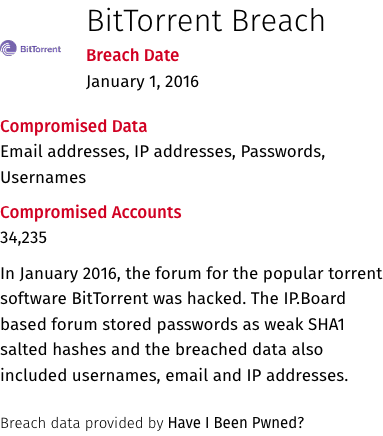 BitTorrent Breach
BitTorrent
Breach Date
January 1, 2016
Compromised Data
Email addresses, IP addresses, Passwords,
Usernames
Compromised Accounts
34,235
In January 2016, the forum for the popular torrent
software BitTorrent was hacked. The IP.Board
based forum stored passwords as weak SHA1
salted hashes and the breached data also
included usernames, email and IP addresses.
Breach data provided by Have I Been Pwned?